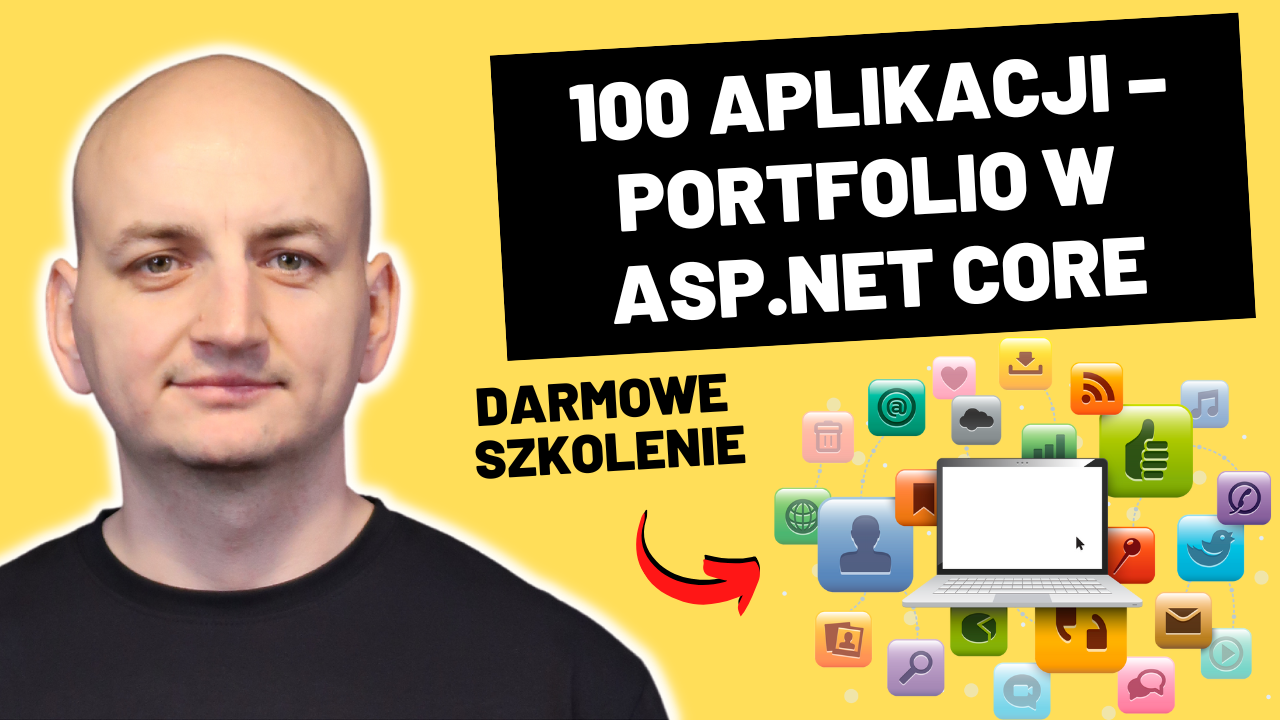 100 APLIKACJI –
PORTFOLIO W
ASP.NET CORE
DARMOWE
SZKOLENIE